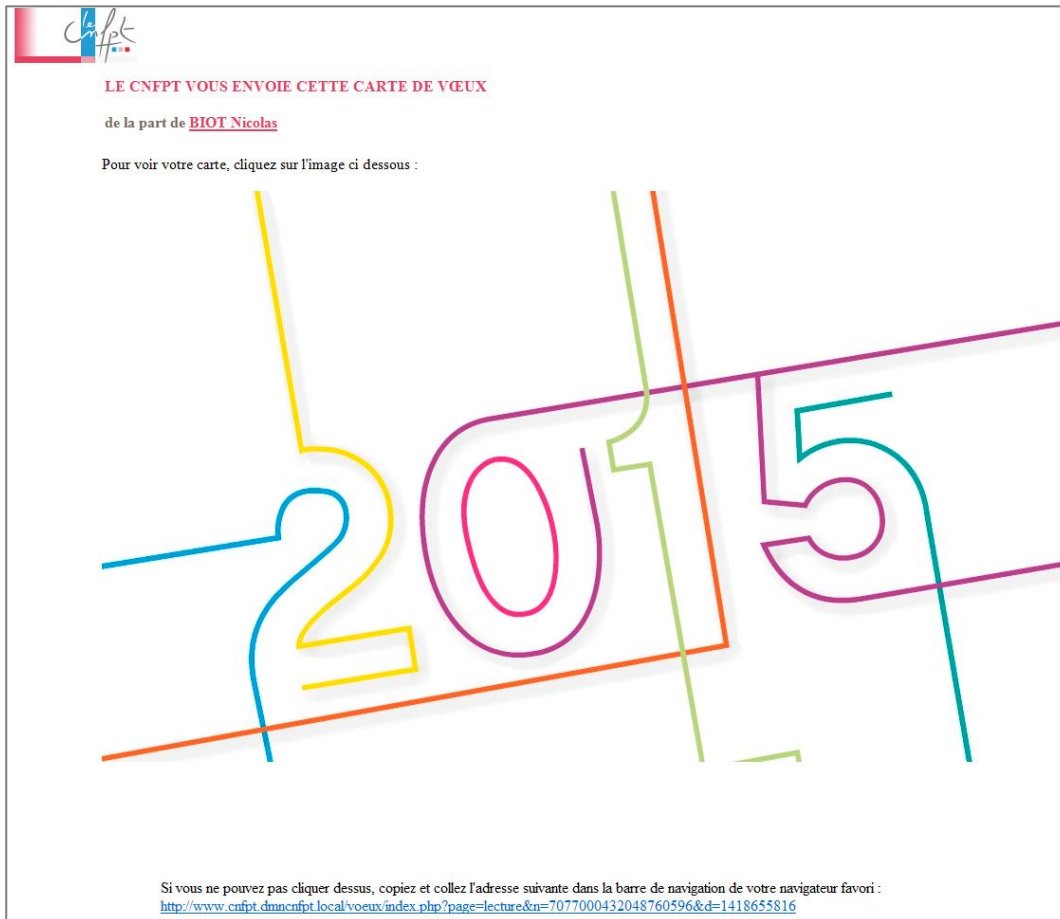 le cnfpt
LE CNFPT VOUS ENVOIE CETTE CARTE DE VŒUX
de la part de BIOT Nicolas
Pour voir votre carte, cliquez sur l'image ci dessous :
2015
Si vous ne pouvez pas cliquer dessus, copiez et collez l'adresse suivante dans la barre de navigation de votre navigateur favori :
http://www.cnfpt.dmncnfpt.local/voeux/index.php?page=lecture&n=7077000432048760596&d=1418655816